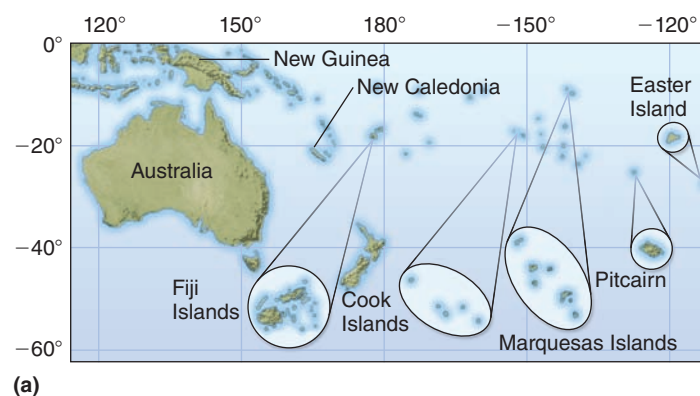 120° 150° 180° −150° −120°
0°
New Guinea
New Caledonia
Easter
Island
−20°
Australia
−40°
Pitcairn
Fiji
Islands
Cook
Islands
Marquesas Islands
−60°
(a)